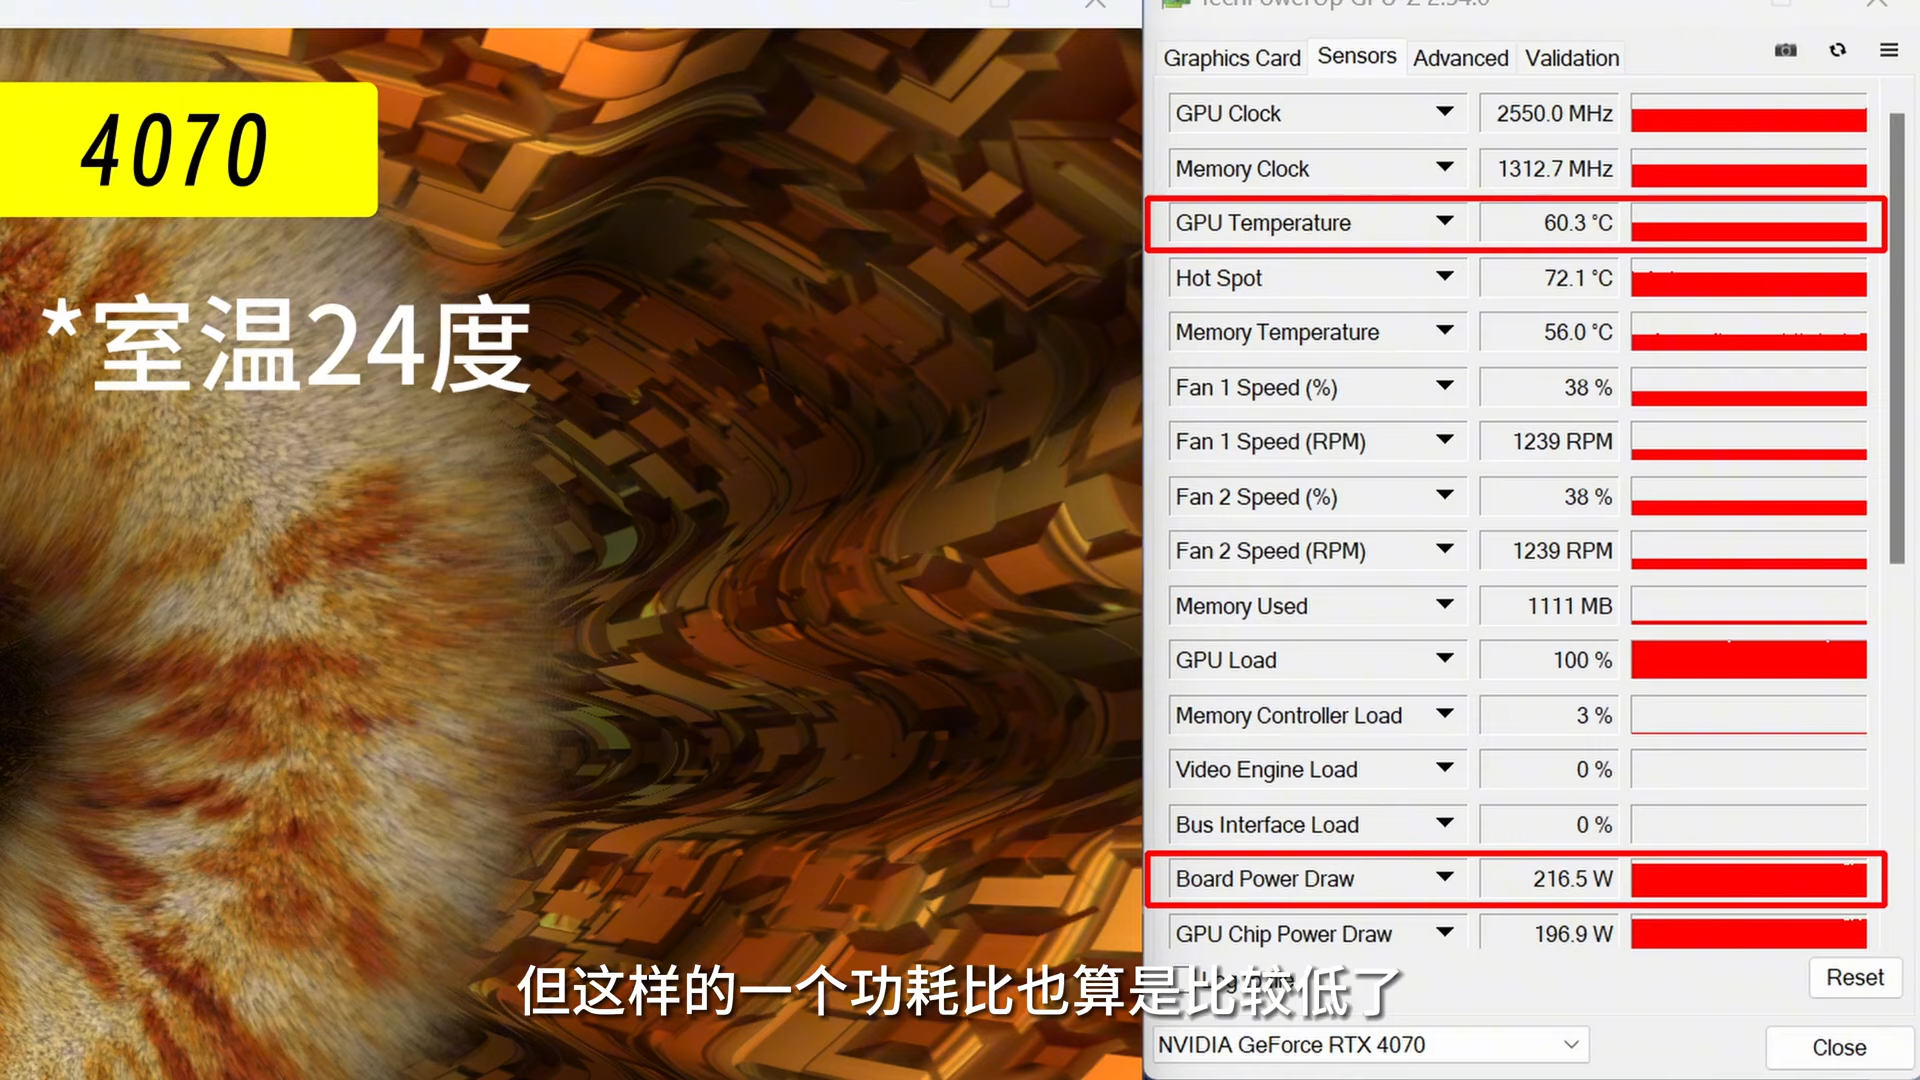 TechPowerUp GPU-Z 2.54.0
Graphics Card Sensors Advanced Validation
4070
*室温24度
GPU Clock 2550.0 MHz
Memory Clock 1312.7 MHz
GPU Temperature 60.3 °C
Hot Spot 72.1 °C
Memory Temperature 56.0 °C
Fan 1 Speed (%) 38 %
Fan 1 Speed (RPM) 1239 RPM
Fan 2 Speed (%) 38 %
Fan 2 Speed (RPM) 1239 RPM
Memory Used 1111 MB
GPU Load 100 %
Memory Controller Load 3 %
Video Engine Load 0 %
Bus Interface Load 0 %
Board Power Draw 216.5 W
GPU Chip Power Draw 196.9 W
但这样的一个功耗比也算是比较低了
Reset
NVIDIA GeForce RTX 4070
Close